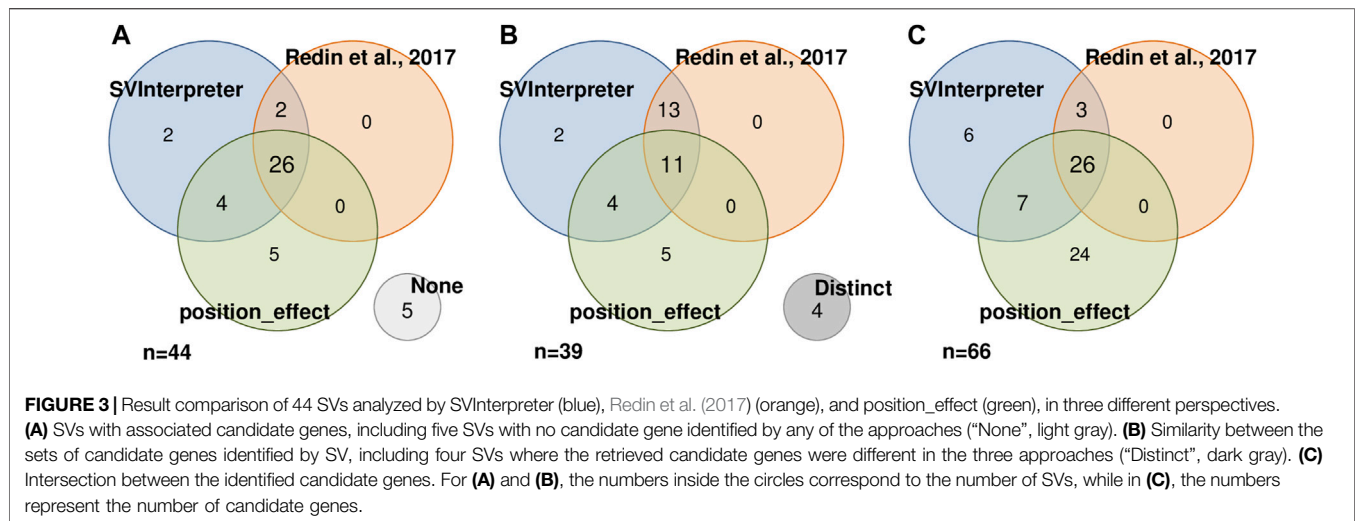 A
SVInterpreter
Redin et al., 2017
2
2
0
26
4
0
5
position_effect
None
5
n=44
B
SVInterpreter
Redin et al., 2017
2
13
0
11
4
0
5
position_effect
Distinct
4
n=39
C
SVInterpreter
Redin et al., 2017
6
3
0
26
7
0
24
position_effect
n=66
FIGURE 3 | Result comparison of 44 SVs analyzed by SVInterpreter (blue), Redin et al. (2017) (orange), and position_effect (green), in three different perspectives.
(A) SVs with associated candidate genes, including five SVs with no candidate gene identified by any of the approaches (“None”, light gray). (B) Similarity between the
sets of candidate genes identified by SV, including four SVs where the retrieved candidate genes were different in the three approaches (“Distinct”, dark gray). (C)
Intersection between the identified candidate genes. For (A) and (B), the numbers inside the circles correspond to the number of SVs, while in (C), the numbers
represent the number of candidate genes.